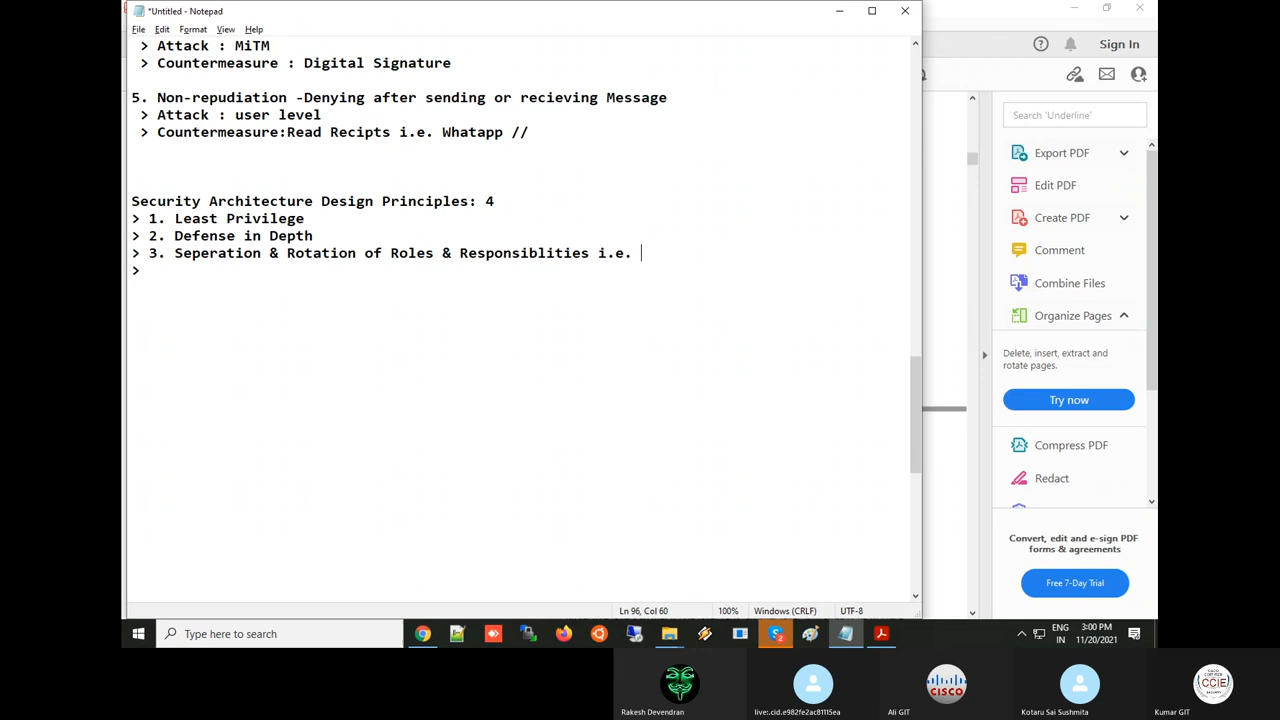 *Untitled - Notepad
File Edit Format View Help
> Attack : MiTM
> Countermeasure : Digital Signature
5. Non-repudiation -Denying after sending or recieving Message
> Attack : user level
> Countermeasure:Read Recipts i.e. Whatapp //
Security Architecture Design Principles: 4
> 1. Least Privilege
> 2. Defense in Depth
> 3. Seperation & Rotation of Roles & Responsiblities i.e.
>
Ln 96, Col 60 100% Windows (CRLF) UTF-8
Sign In
Search 'Underline'
Export PDF
Edit PDF
Create PDF
Comment
Combine Files
Organize Pages
Delete, insert, extract and
rotate pages.
Try now
Compress PDF
Redact
Convert, edit and e-sign PDF
forms & agreements
Free 7-Day Trial
Type here to search
ENG
IN
3:00 PM
11/20/2021
Rakesh Devendran
live:.cid.e982fe2ac81115ea
CISCO
Ali GIT
Kotaru Sai Sushmita
CCIE
Kumar GIT